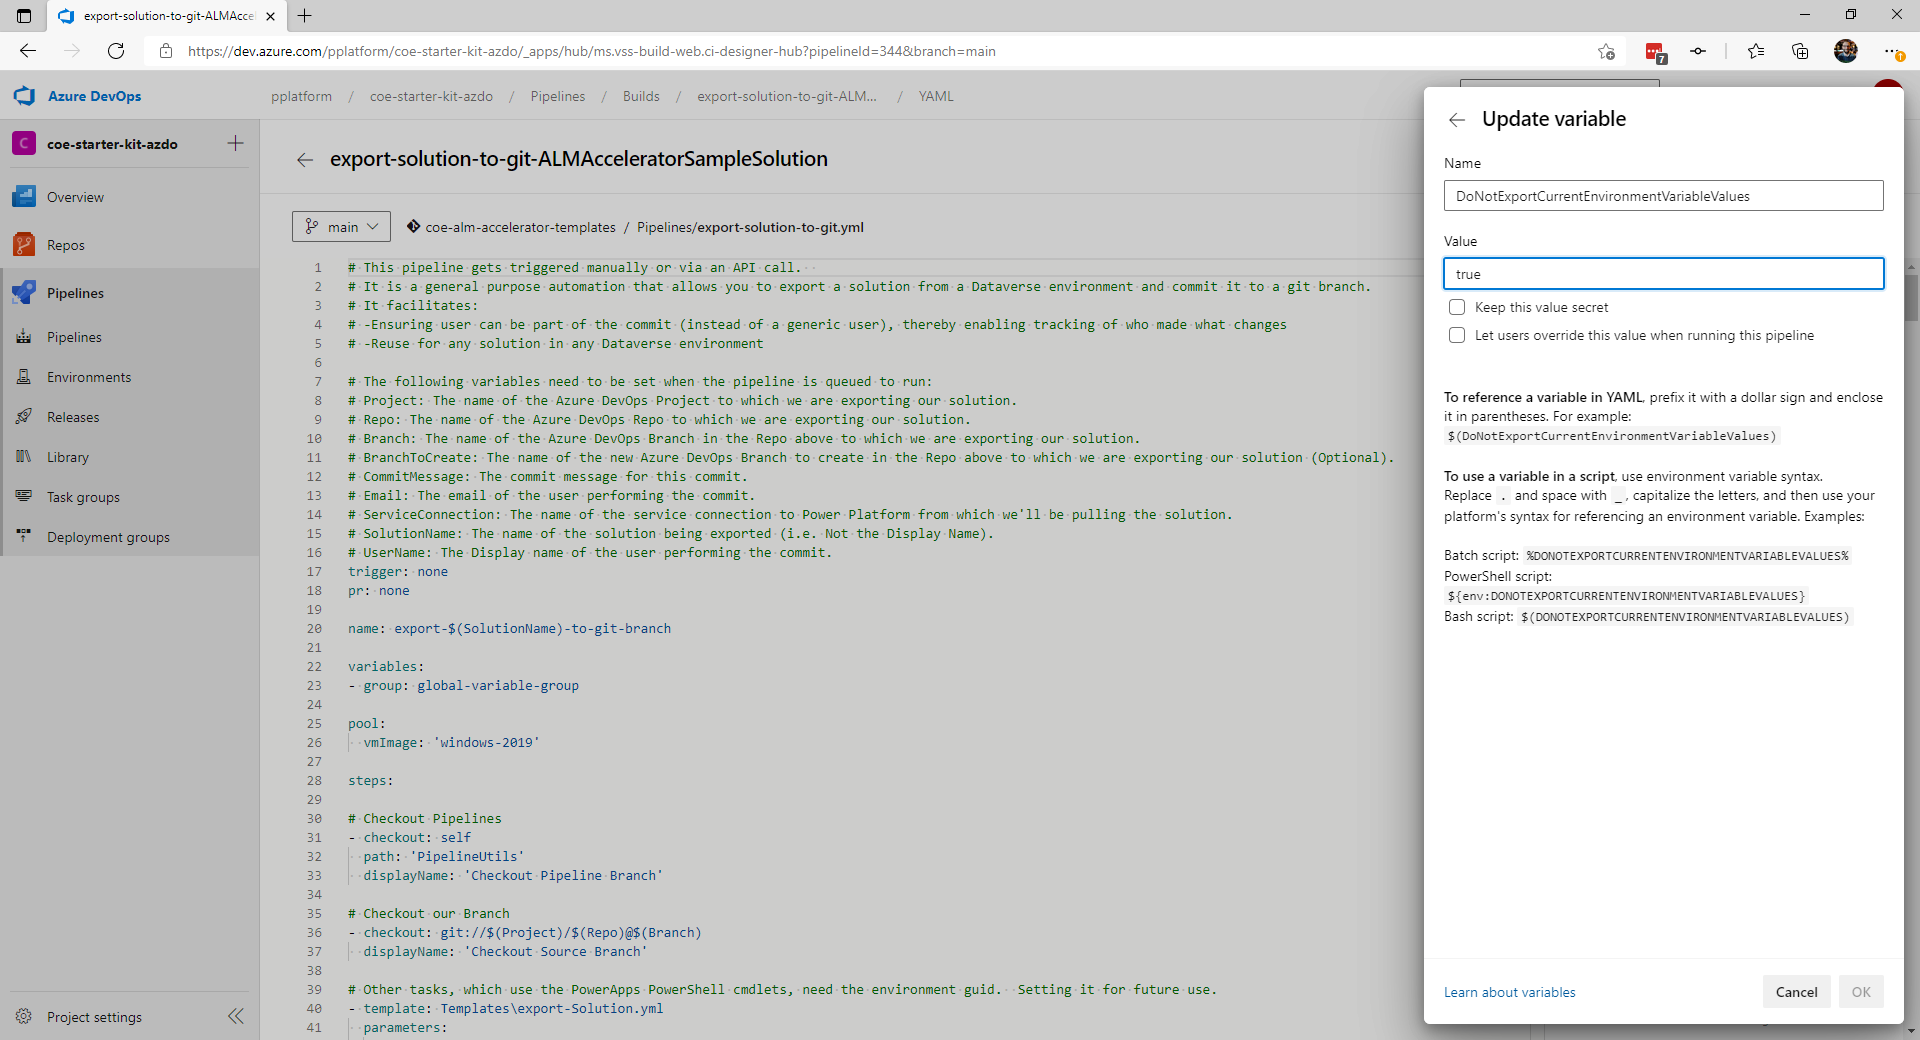 export-solution-to-git-ALMAccel
https://dev.azure.com/pplatform/coe-starter-kit-azdo/_apps/hub/ms.vss-build-web.ci-designer-hub?pipelineId=344&branch=main
7
Azure DevOps
pplatform / coe-starter-kit-azdo / Pipelines / Builds / export-solution-to-git-ALM... / YAML
C coe-starter-kit-azdo
Overview
Repos
Pipelines
Pipelines
Environments
Releases
Library
Task groups
Deployment groups
Project settings
export-solution-to-git-ALMAcceleratorSampleSolution
main
coe-alm-accelerator-templates / Pipelines/export-solution-to-git.yml
1 # This pipeline gets triggered manually or via an API call.
2 # It is a general purpose automation that allows you to export a solution from a Dataverse environment and commit it to a git branch.
3 # It facilitates:
4 # -Ensuring user can be part of the commit (instead of a generic user), thereby enabling tracking of who made what changes
5 # -Reuse for any solution in any Dataverse environment
6
7 # The following variables need to be set when the pipeline is queued to run:
8 # Project: The name of the Azure DevOps Project to which we are exporting our solution.
9 # Repo: The name of the Azure DevOps Repo to which we are exporting our solution.
10 # Branch: The name of the Azure DevOps Branch in the Repo above to which we are exporting our solution.
11 # BranchToCreate: The name of the new Azure DevOps Branch to create in the Repo above to which we are exporting our solution (Optional).
12 # CommitMessage: The commit message for this commit.
13 # Email: The email of the user performing the commit.
14 # ServiceConnection: The name of the service connection to Power Platform from which we'll be pulling the solution.
15 # SolutionName: The name of the solution being exported (i.e. Not the Display Name).
16 # UserName: The Display name of the user performing the commit.
17 trigger: none
18 pr: none
19
20 name: export-$(SolutionName)-to-git-branch
21
22 variables:
23 - group: global-variable-group
24
25 pool:
26 vmImage: 'windows-2019'
27
28 steps:
29
30 # Checkout Pipelines
31 - checkout: self
32 path: 'PipelineUtils'
33 displayName: 'Checkout Pipeline Branch'
34
35 # Checkout our Branch
36 - checkout: git://$(Project)/$(Repo)@$(Branch)
37 displayName: 'Checkout Source Branch'
38
39 # Other tasks, which use the PowerApps PowerShell cmdlets, need the environment guid.  Setting it for future use.
40 - template: Templates\export-Solution.yml
41 parameters:
Update variable
Name
DoNotExportCurrentEnvironmentVariableValues
Value
true
Keep this value secret
Let users override this value when running this pipeline
To reference a variable in YAML, prefix it with a dollar sign and enclose
it in parentheses. For example:
$(DoNotExportCurrentEnvironmentVariableValues)
To use a variable in a script, use environment variable syntax.
Replace . and space with _, capitalize the letters, and then use your
platform's syntax for referencing an environment variable. Examples:
Batch script: %DONOTEXPORTCURRENTENVIRONMENTVARIABLEVALUES%
PowerShell script:
${env:DONOTEXPORTCURRENTENVIRONMENTVARIABLEVALUES}
Bash script: $(DONOTEXPORTCURRENTENVIRONMENTVARIABLEVALUES)
Learn about variables
Cancel
OK